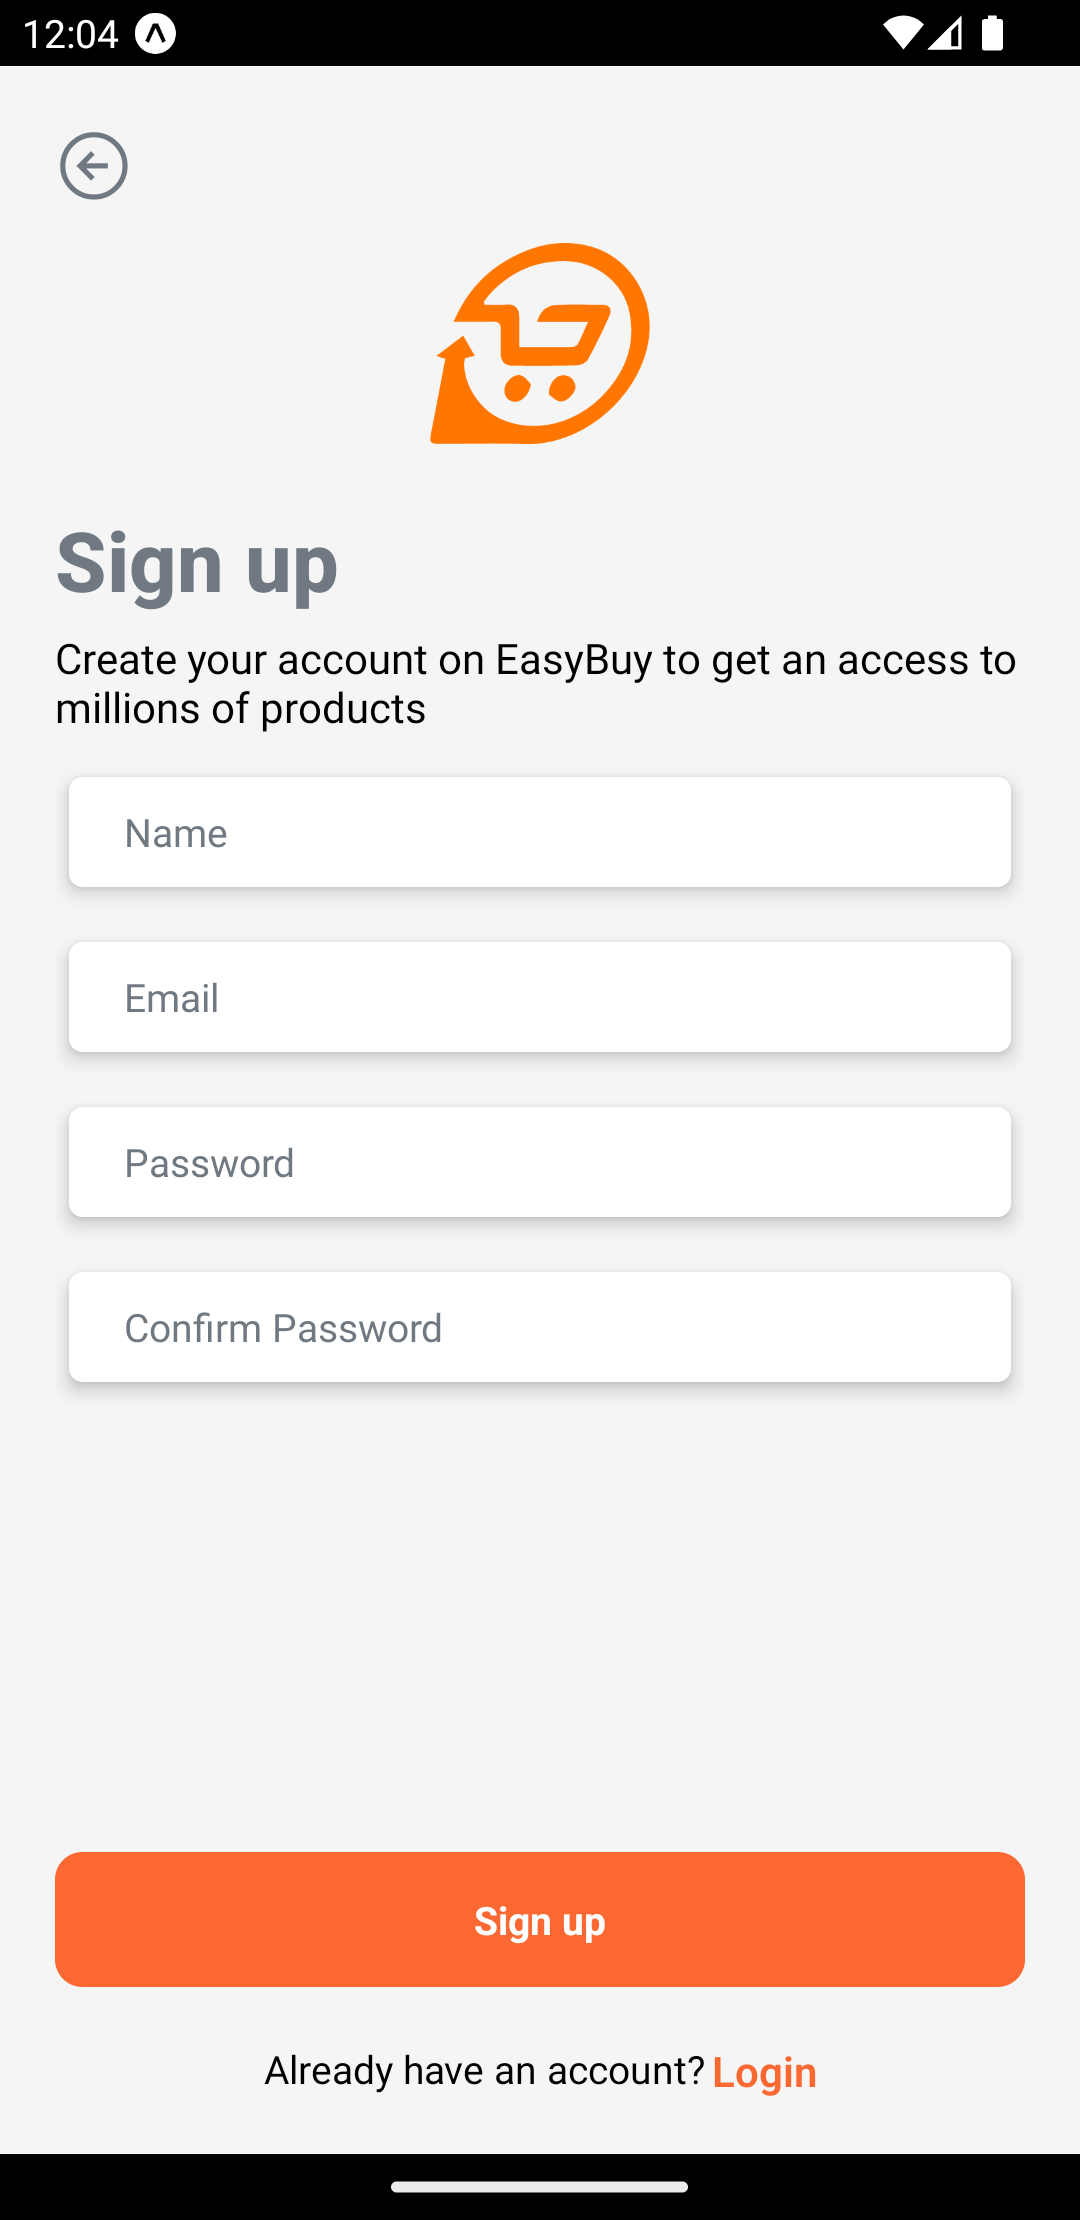 12:04
Sign up
Create your account on EasyBuy to get an access to
millions of products
Name
Email
Password
Confirm Password
Sign up
Already have an account? Login